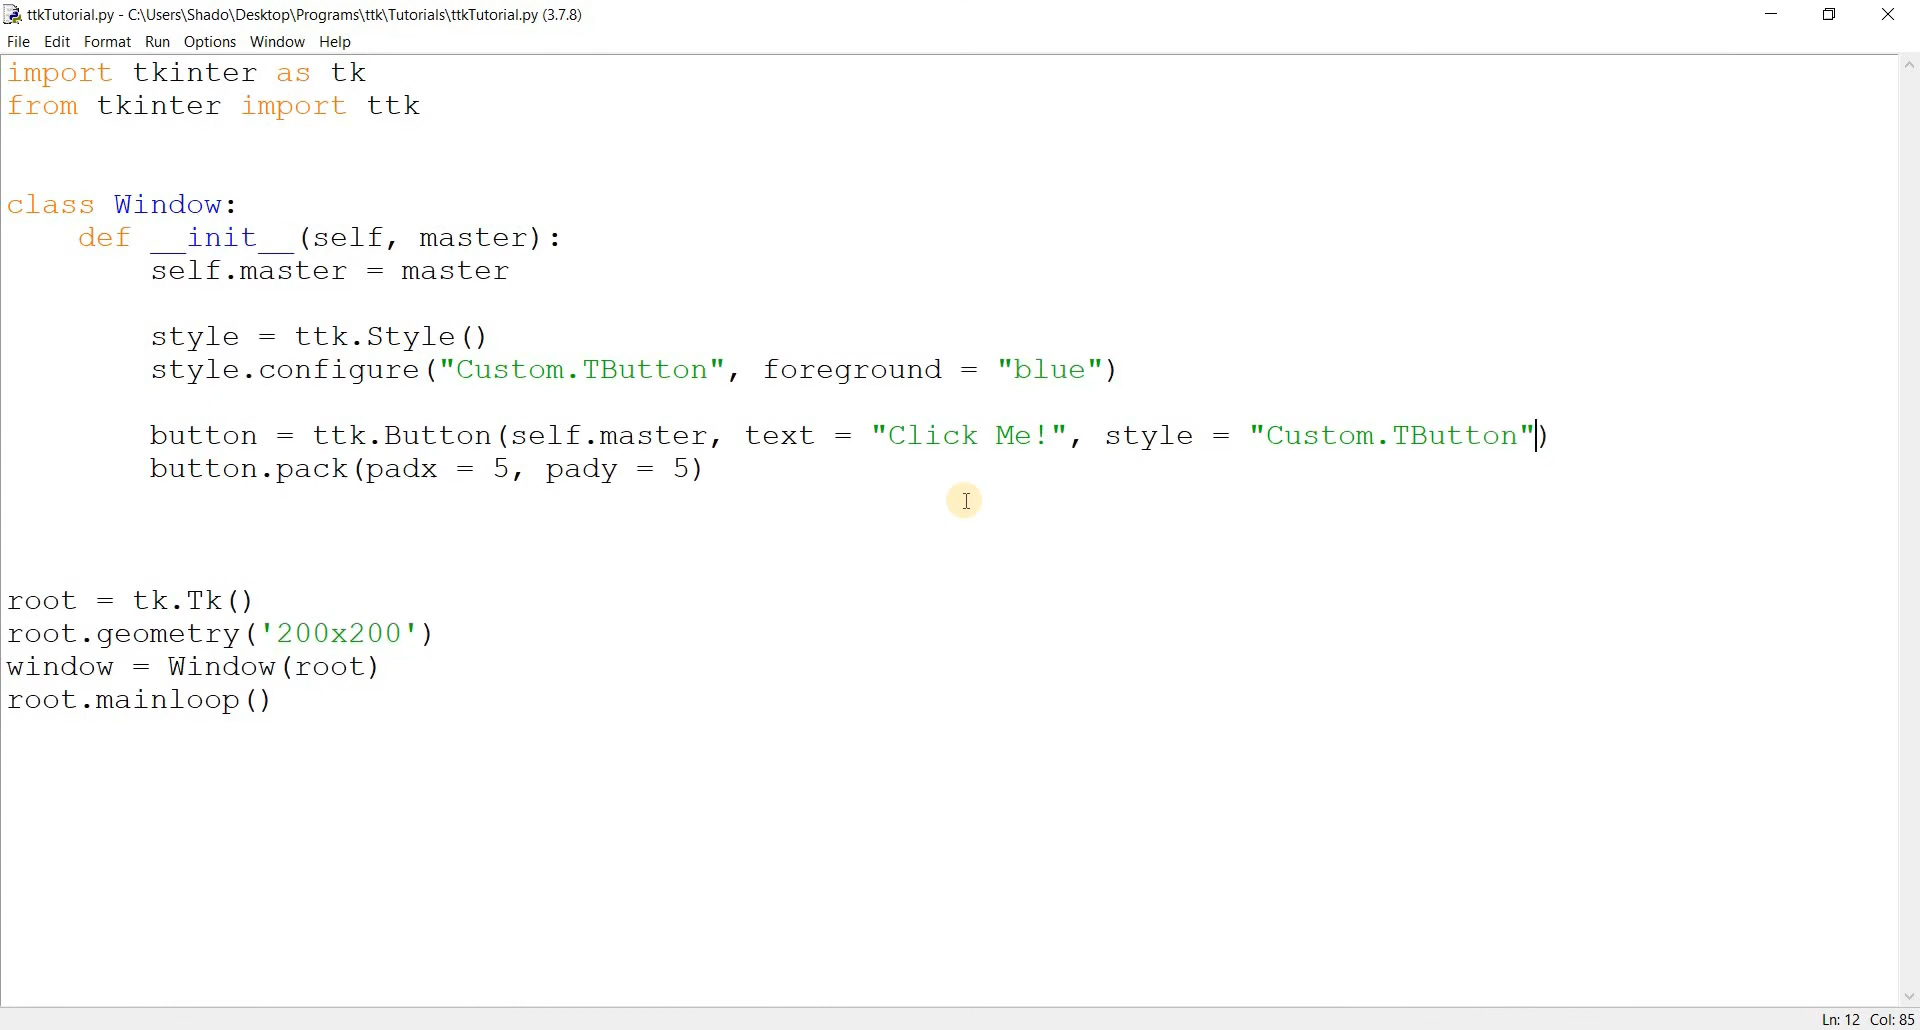 ttkTutorial.py - C:\Users\Shado\Desktop\Programs\ttk\Tutorials\ttkTutorial.py (3.7.8)
File Edit Format Run Options Window Help
import tkinter as tk
from tkinter import ttk
class Window:
    def __init__(self, master):
        self.master = master
        style = ttk.Style()
        style.configure("Custom.TButton", foreground = "blue")
        button = ttk.Button(self.master, text = "Click Me!", style = "Custom.TButton")
        button.pack(padx = 5, pady = 5)
root = tk.Tk()
root.geometry('200x200')
window = Window(root)
root.mainloop()
Ln: 12 Col: 85